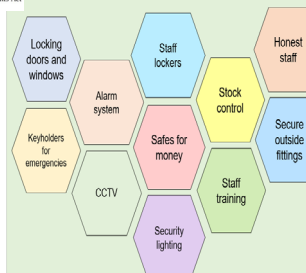 Locking
doors and
windows
Alarm
system
Staff
lockers
Stock
control
Honest
staff
Keyholders
for
emergencies
CCTV
Safes for
money
Staff
training
Secure
outside
fittings
Security
lighting